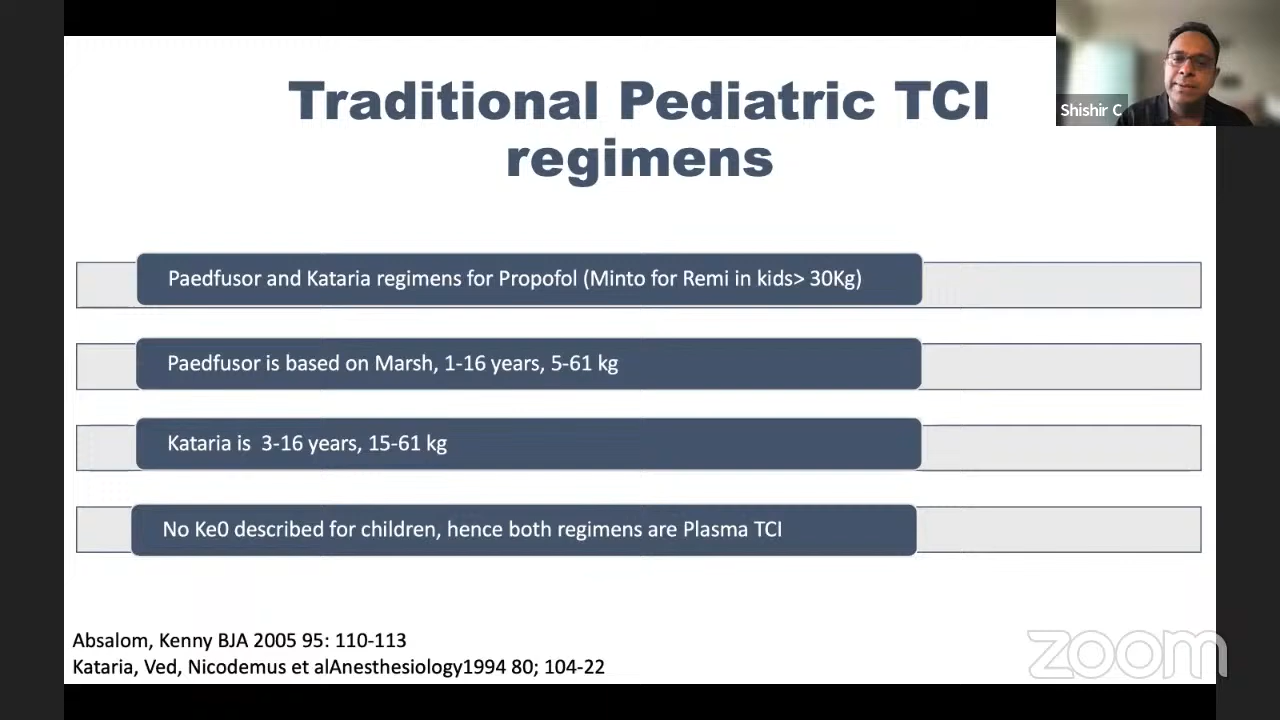 Traditional Pediatric TCI
regimens
Shishir C
Paedfusor and Kataria regimens for Propofol (Minto for Remi in kids> 30Kg)
Paedfusor is based on Marsh, 1-16 years, 5-61 kg
Kataria is  3-16 years, 15-61 kg
No Ke0 described for children, hence both regimens are Plasma TCI
Absalom, Kenny BJA 2005 95: 110-113
Kataria, Ved, Nicodemus et alAnesthesiology1994 80; 104-22
zoom